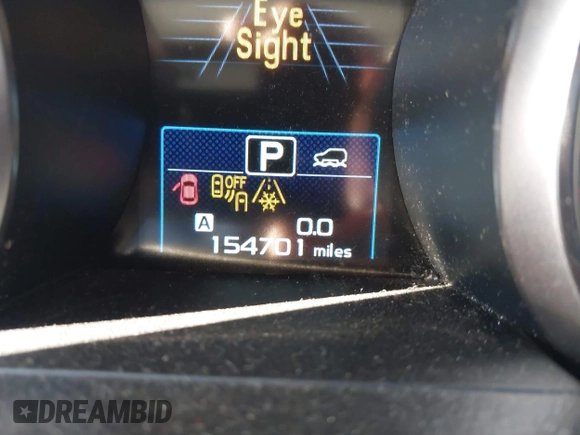 Eye
Sight
P
OFF
A 0.0
154701 miles
DREAMBID